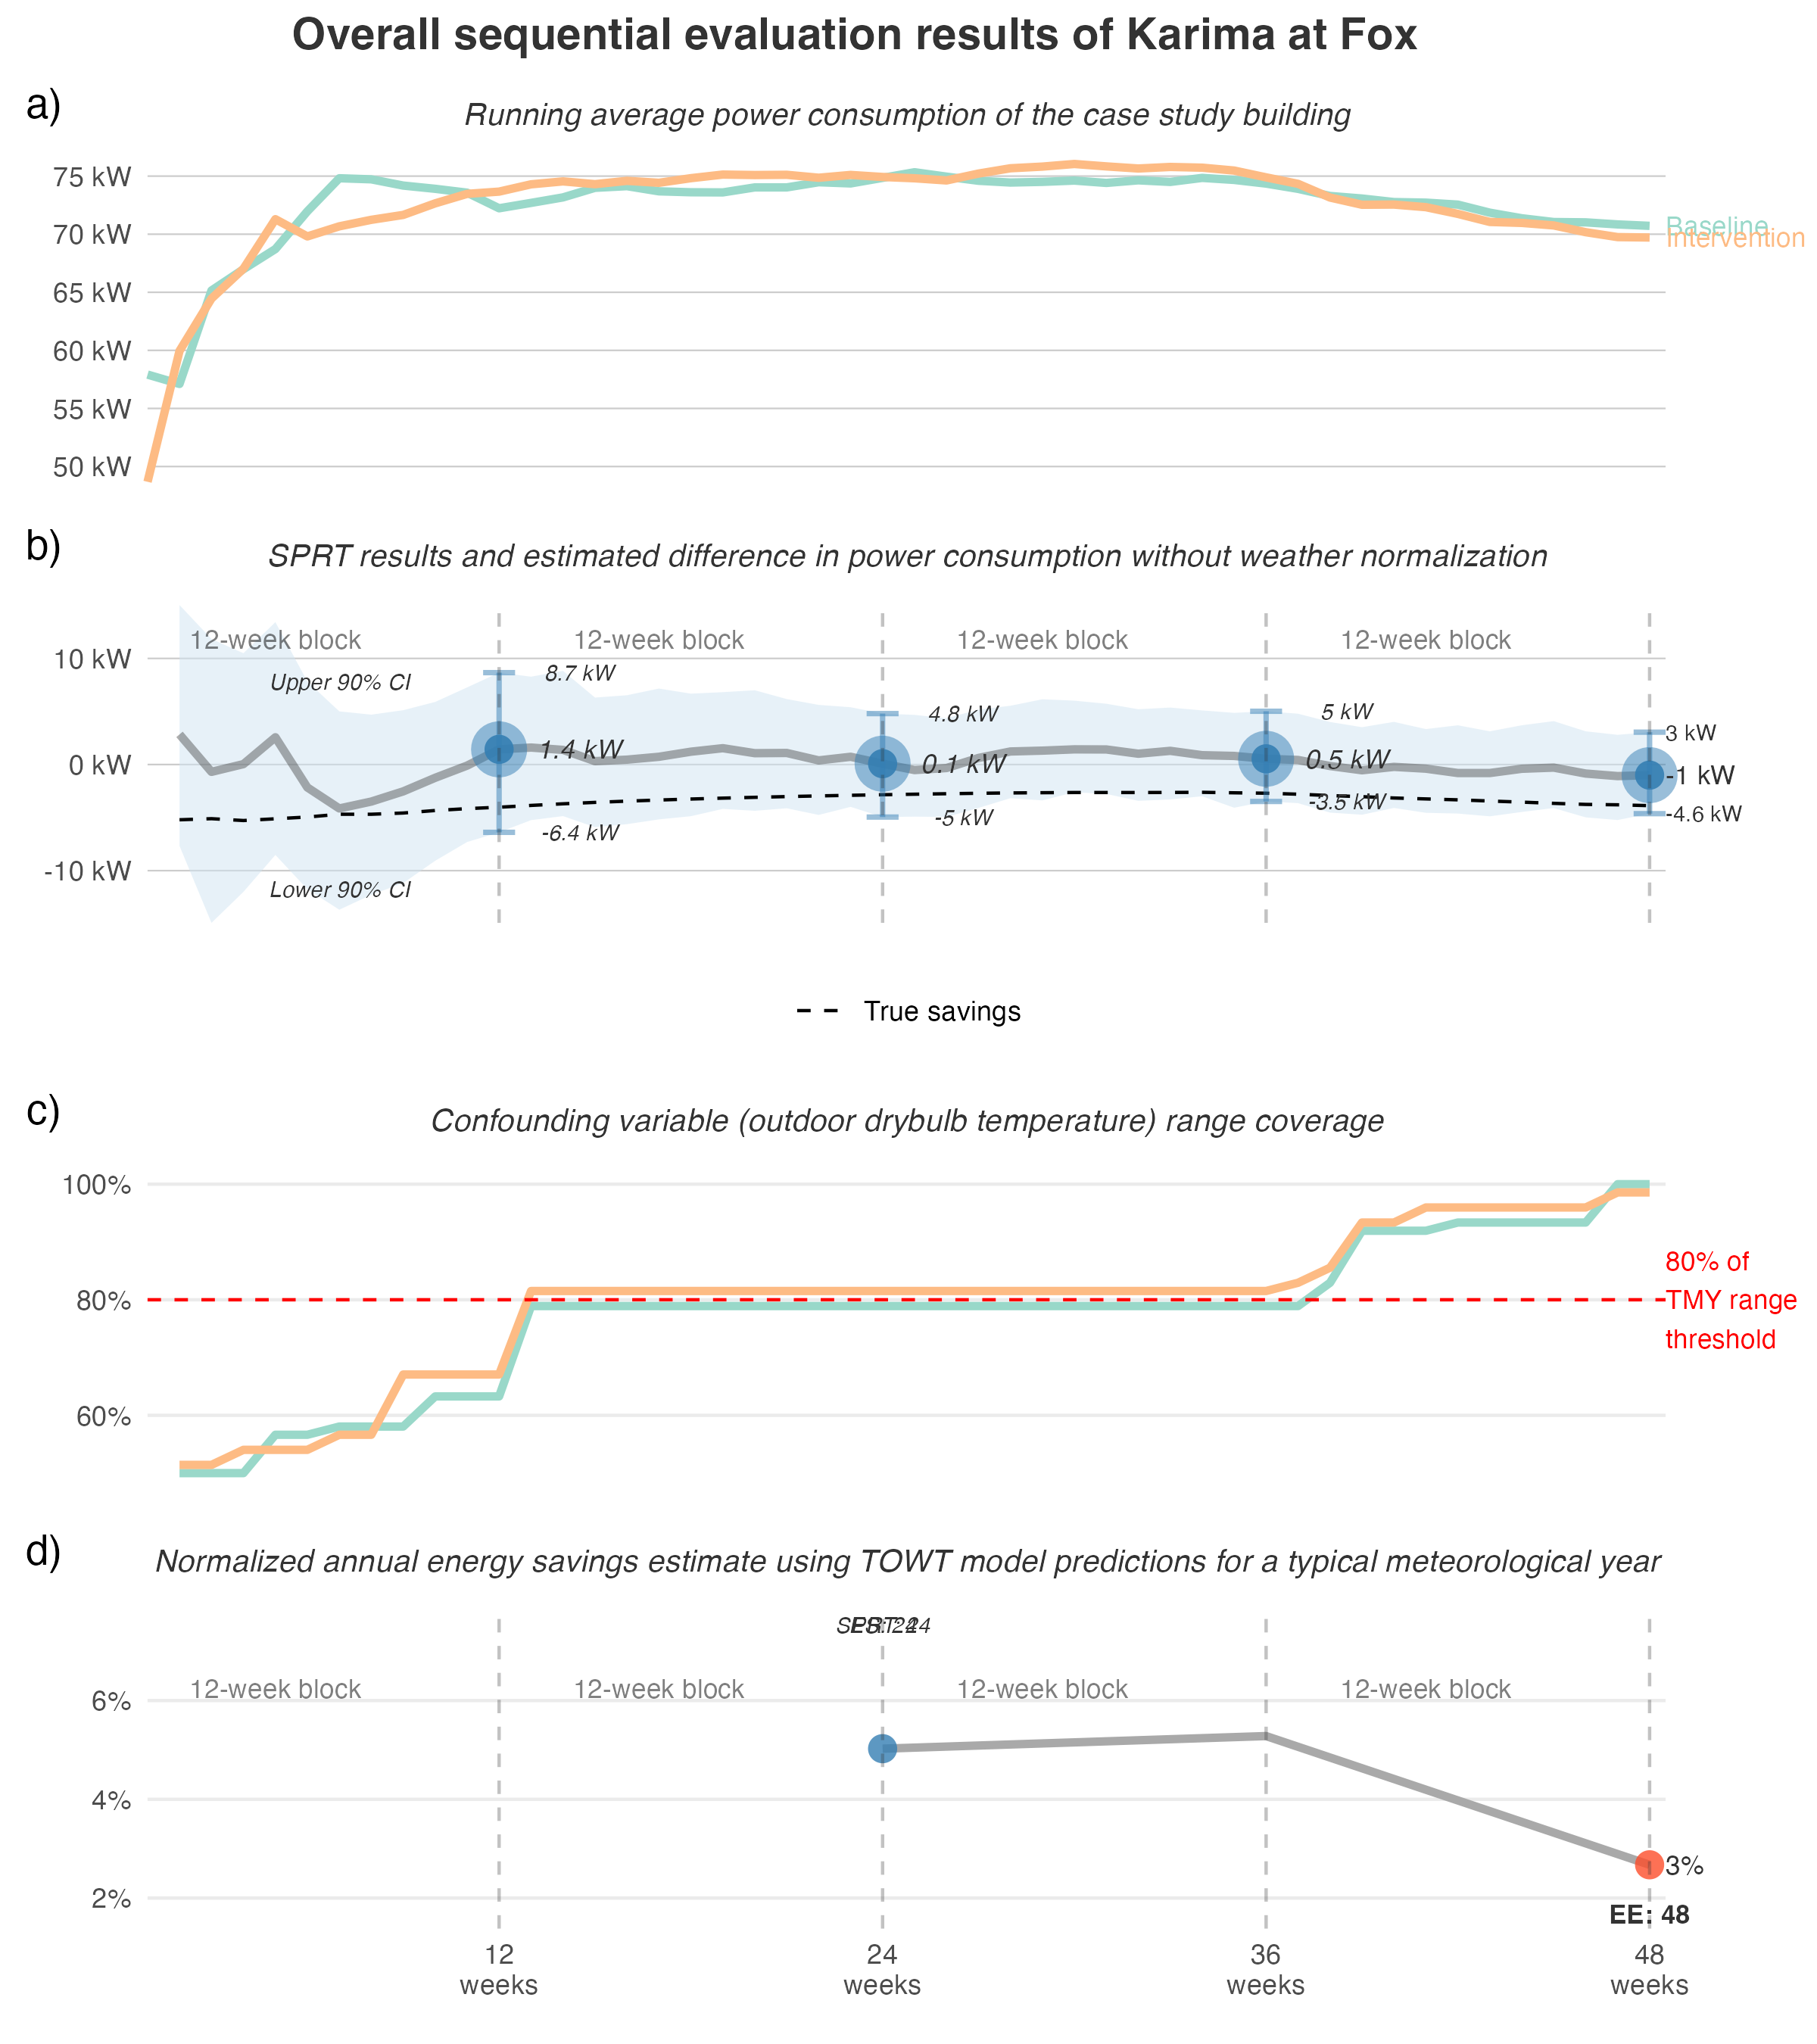 Overall sequential evaluation results of Karima at Fox
a)
Running average power consumption of the case study building
75 kW
70 kW
65 kW
60 kW
55 kW
50 kW
Baseline
Intervention
b)
SPRT results and estimated difference in power consumption without weather normalization
12-week block
12-week block
12-week block
12-week block
10 kW
0 kW
-10 kW
Upper 90% CI
Lower 90% CI
8.7 kW
1.4 kW
-6.4 kW
4.8 kW
0.1 kW
-5 kW
5 kW
0.5 kW
-3.5 kW
3 kW
-1 kW
-4.6 kW
True savings
c)
Confounding variable (outdoor drybulb temperature) range coverage
100%
80%
60%
80% of
TMY range
threshold
d)
Normalized annual energy savings estimate using TOWT model predictions for a typical meteorological year
12-week block
12-week block
12-week block
12-week block
6%
4%
2%
3%
EE: 48
12
weeks
24
weeks
36
weeks
48
weeks